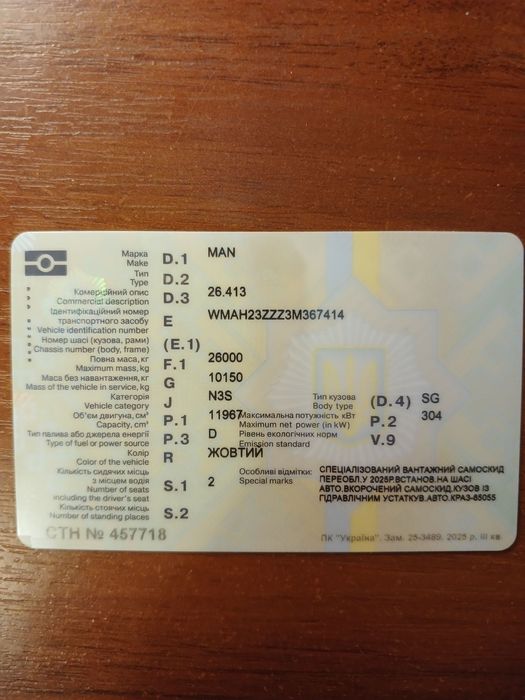 Марка D.1 MAN
Make
Тип D.2
Type
Комерційний опис D.3 26.413
Commercial description
Ідентифікаційний номер
транспортного засобу E WMAH23ZZZ3M367414
Vehicle identification number
Номер шасі (кузова, рами) (E.1)
Chassis number (body, frame)
Повна маса, кг F.1 26000
Maximum mass, kg
Маса без навантаження, кг G 10150
Mass of the vehicle in service, kg
Категорія J N3S Тип кузова (D.4) SG
Vehicle category Body type
Об'єм двигуна, см³ P.1 11967 Максимальна потужність кВт P.2 304
Capacity, cm³ Maximum net power (in kW)
Тип палива або джерела енергії P.3 D Рівень екологічних норм V.9
Type of fuel or power source Emission standard
Колір R ЖОВТИЙ
Color of the vehicle
Кількість сидячих місць
з місцем водія S.1 2
Number of seats
including the driver's seat
Особливі відмітки:
Special marks
СПЕЦІАЛІЗОВАНИЙ ВАНТАЖНИЙ САМОСКИД
ПЕРЕОБЛ.У 2025Р.ВСТАНОВ.НА ШАСІ
АВТО.ВКОРОЧЕНИЙ САМОСКИД.КУЗОВ ІЗ
ГІДРАВЛІЧНИМ УСТАТКУВ.АВТО.КРАЗ-65055
Кількість стоячих місць S.2
Number of standing places
СТН № 457718
ПК "Україна". Зам. 25-3489. 2025 р. III кв